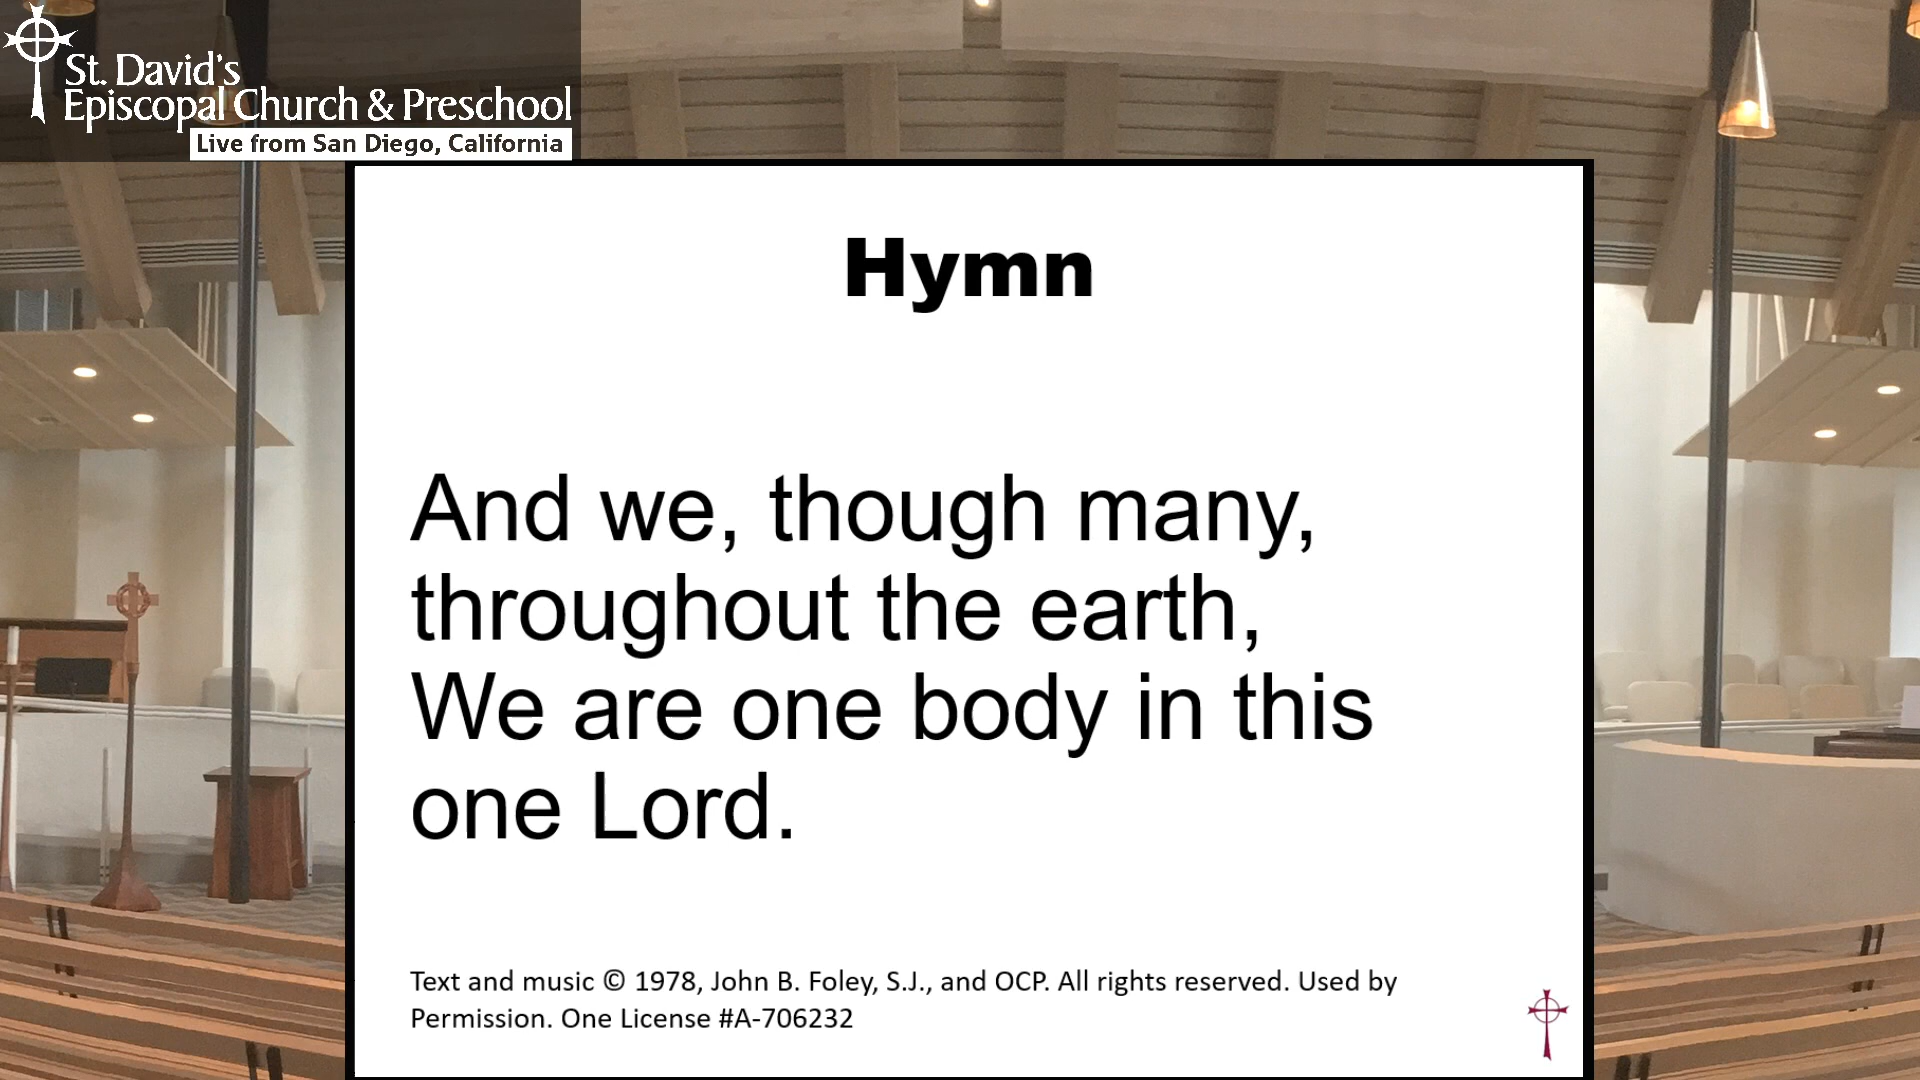 St. David's
Episcopal Church & Preschool
Live from San Diego, California
Hymn
And we, though many,
throughout the earth,
We are one body in this
one Lord.
Text and music © 1978, John B. Foley, S.J., and OCP. All rights reserved. Used by
Permission. One License #A-706232